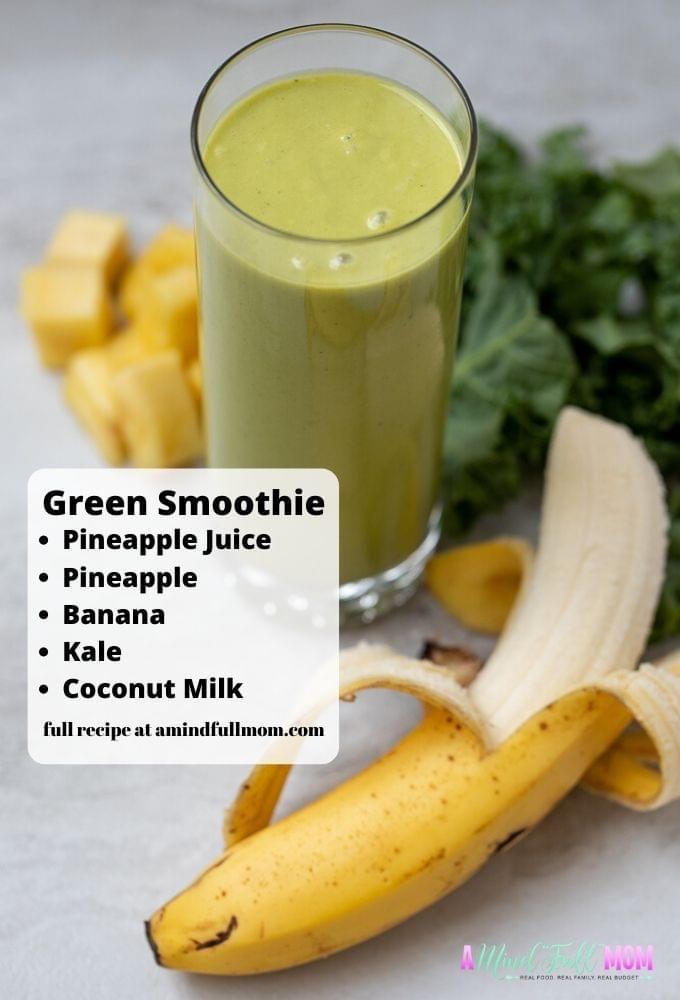 Green Smoothie
• Pineapple Juice
• Pineapple
• Banana
• Kale
• Coconut Milk
full recipe at amindfullmom.com
A Mind Full MOM
REAL FOOD. REAL FAMILY. REAL BUDGET.